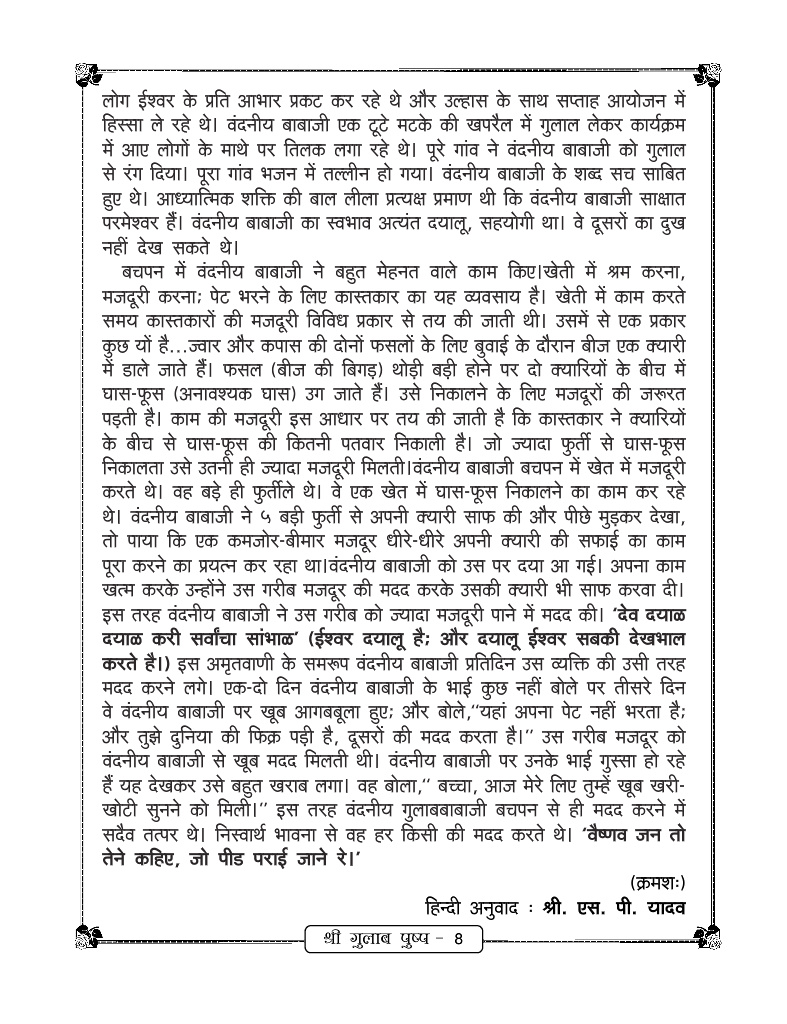 लोग ईश्वर के प्रति आभार प्रकट कर रहे थे और उल्हास के साथ सप्ताह आयोजन में
हिस्सा ले रहे थे। वंदनीय बाबाजी एक टूटे मटके की खपरैल में गुलाल लेकर कार्यक्रम
में आए लोगों के माथे पर तिलक लगा रहे थे। पूरे गांव ने वंदनीय बाबाजी को गुलाल
से रंग दिया। पूरा गांव भजन में तल्लीन हो गया। वंदनीय बाबाजी के शब्द सच साबित
हुए थे। आध्यात्मिक शक्ति की बाल लीला प्रत्यक्ष प्रमाण थी कि वंदनीय बाबाजी साक्षात
परमेश्वर हैं। वंदनीय बाबाजी का स्वभाव अत्यंत दयालू, सहयोगी था। वे दूसरों का दुख
नहीं देख सकते थे।
बचपन में वंदनीय बाबाजी ने बहुत मेहनत वाले काम किए।खेती में श्रम करना,
मजदूरी करना; पेट भरने के लिए कास्तकार का यह व्यवसाय है। खेती में काम करते
समय कास्तकारों की मजदूरी विविध प्रकार से तय की जाती थी। उसमें से एक प्रकार
कुछ यों है...ज्वार और कपास की दोनों फसलों के लिए बुवाई के दौरान बीज एक क्यारी
में डाले जाते हैं। फसल (बीज की बिगड़) थोड़ी बड़ी होने पर दो क्यारियों के बीच में
घास-फूस (अनावश्यक घास) उग जाते हैं। उसे निकालने के लिए मजदूरों की जरूरत
पड़ती है। काम की मजदूरी इस आधार पर तय की जाती है कि कास्तकार ने क्यारियों
के बीच से घास-फूस की कितनी पतवार निकाली है। जो ज्यादा फुर्ती से घास-फूस
निकालता उसे उतनी ही ज्यादा मजदूरी मिलती।वंदनीय बाबाजी बचपन में खेत में मजदूरी
करते थे। वह बड़े ही फुर्तीले थे। वे एक खेत में घास-फूस निकालने का काम कर रहे
थे। वंदनीय बाबाजी ने ५ बड़ी फुर्ती से अपनी क्यारी साफ की और पीछे मुड़कर देखा,
तो पाया कि एक कमजोर-बीमार मजदूर धीरे-धीरे अपनी क्यारी की सफाई का काम
पूरा करने का प्रयत्न कर रहा था।वंदनीय बाबाजी को उस पर दया आ गई। अपना काम
खत्म करके उन्होंने उस गरीब मजदूर की मदद करके उसकी क्यारी भी साफ करवा दी।
इस तरह वंदनीय बाबाजी ने उस गरीब को ज्यादा मजदूरी पाने में मदद की। ‘देव दयाळ
दयाळ करी सर्वांचा सांभाळ’ (ईश्वर दयालू है; और दयालू ईश्वर सबकी देखभाल
करते है।) इस अमृतवाणी के समरूप वंदनीय बाबाजी प्रतिदिन उस व्यक्ति की उसी तरह
मदद करने लगे। एक-दो दिन वंदनीय बाबाजी के भाई कुछ नहीं बोले पर तीसरे दिन
वे वंदनीय बाबाजी पर खूब आगबबूला हुए; और बोले,‘‘यहां अपना पेट नहीं भरता है;
और तुझे दुनिया की फिक्र पड़ी है, दूसरों की मदद करता है।’’ उस गरीब मजदूर को
वंदनीय बाबाजी से खूब मदद मिलती थी। वंदनीय बाबाजी पर उनके भाई गुस्सा हो रहे
हैं यह देखकर उसे बहुत खराब लगा। वह बोला,‘‘ बच्चा, आज मेरे लिए तुम्हें खूब खरी-
खोटी सुनने को मिली।’’ इस तरह वंदनीय गुलाबबाबाजी बचपन से ही मदद करने में
सदैव तत्पर थे। निस्वार्थ भावना से वह हर किसी की मदद करते थे। ‘वैष्णव जन तो
तेने कहिए, जो पीड पराई जाने रे।’
(क्रमशः)
हिन्दी अनुवाद : श्री. एस. पी. यादव
श्री गुलाब पुष्प - 8